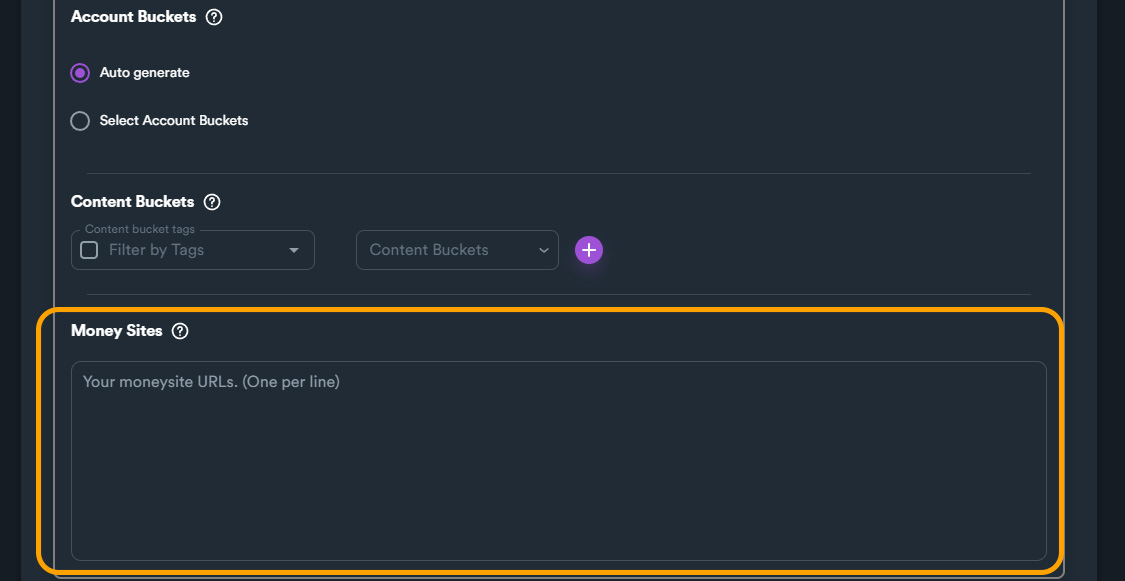 Account Buckets ?
Auto generate
Select Account Buckets
Content Buckets ?
Content bucket tags
Filter by Tags
Content Buckets
Money Sites ?
Your moneysite URLs. (One per line)